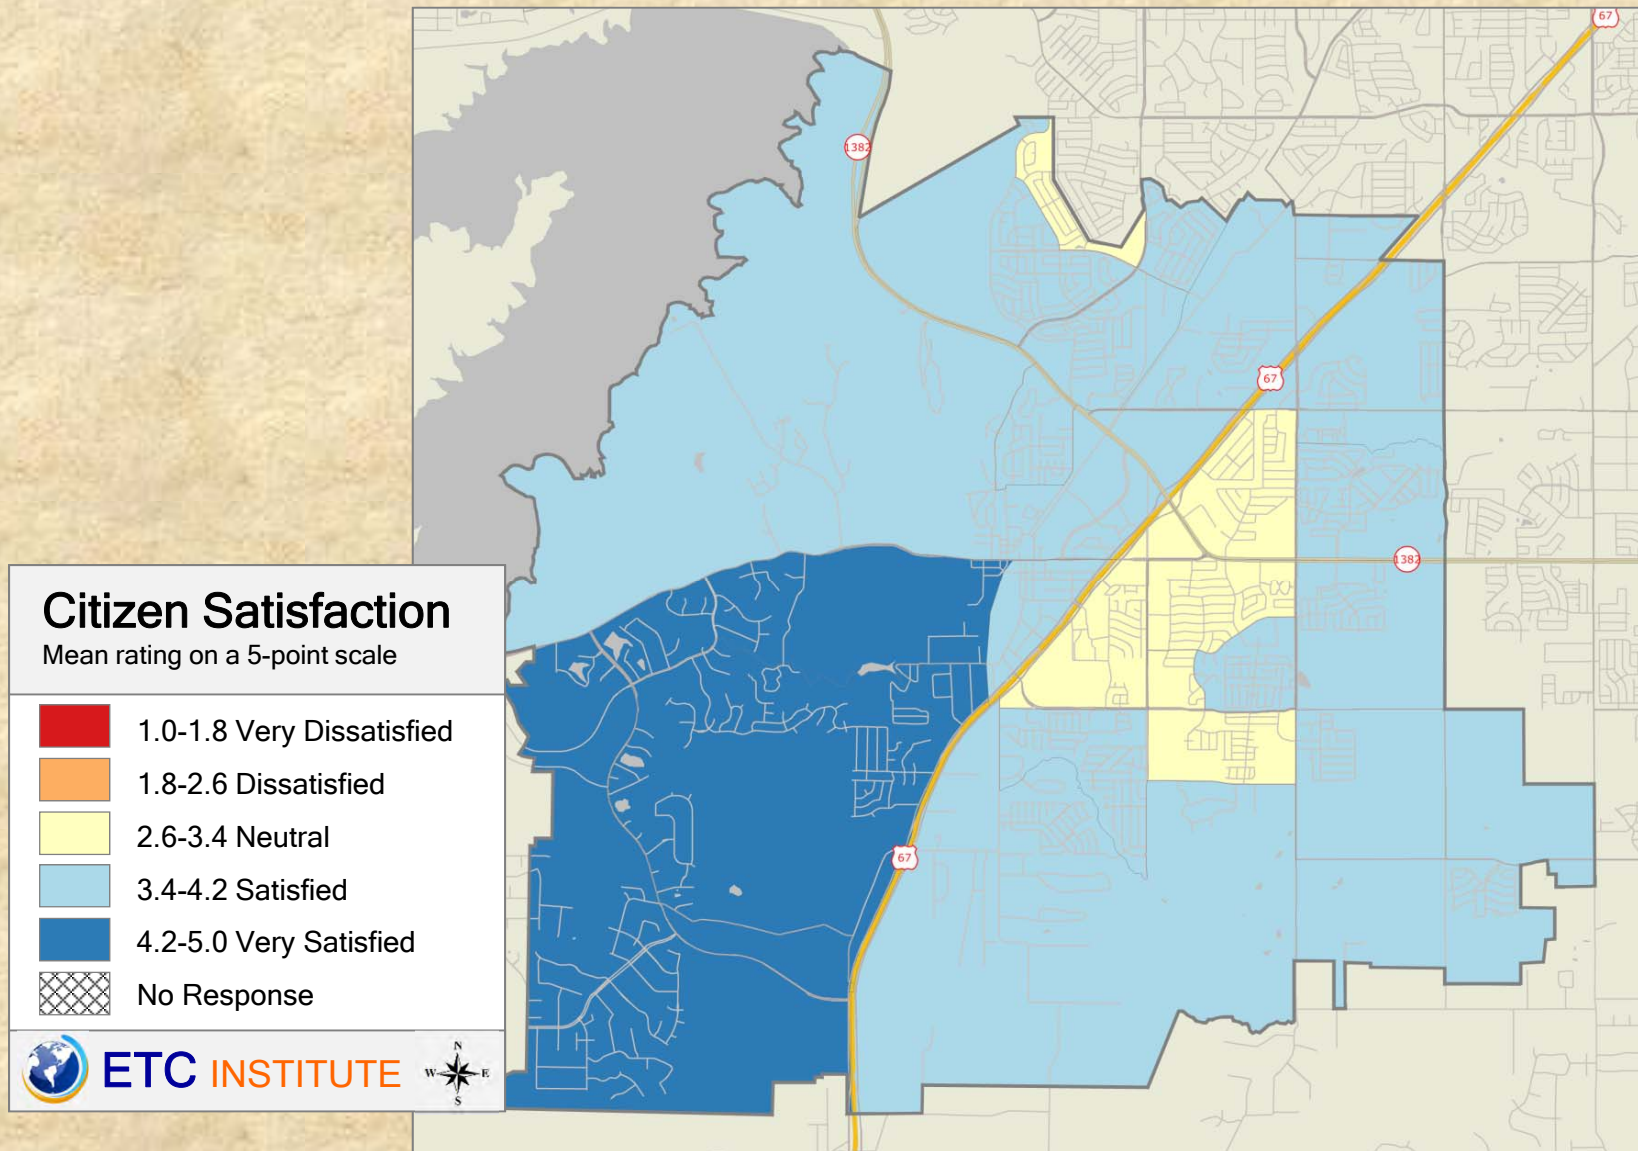 67
1382
67
1382
67
Citizen Satisfaction
Mean rating on a 5-point scale
1.0-1.8 Very Dissatisfied
1.8-2.6 Dissatisfied
2.6-3.4 Neutral
3.4-4.2 Satisfied
4.2-5.0 Very Satisfied
No Response
ETC INSTITUTE
N
W E
S